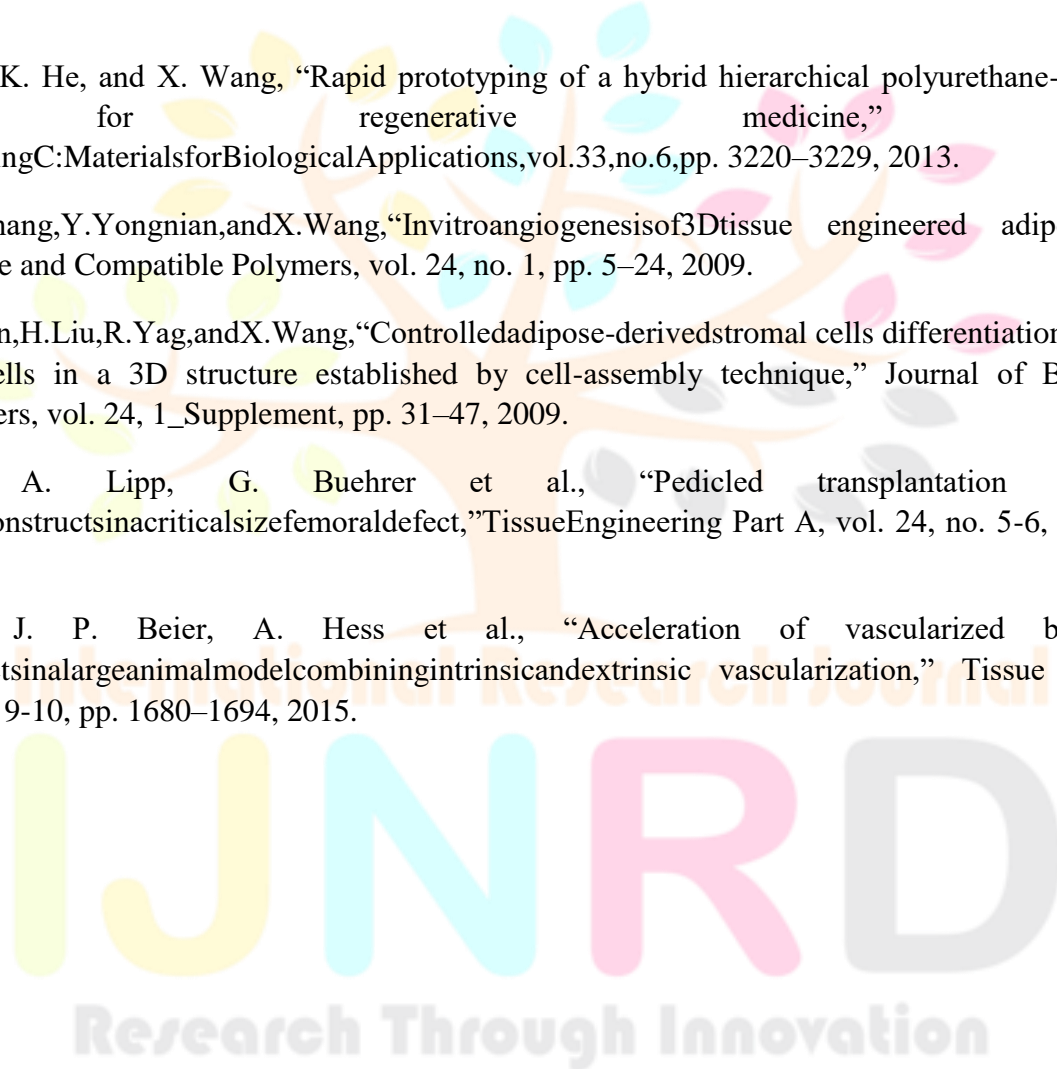 K. He, and X. Wang, “Rapid prototyping of a hybrid hierarchical polyurethane-
for regenerative medicine,”
ingC:MaterialsforBiologicalApplications,vol.33,no.6,pp. 3220–3229, 2013.
hang,Y.Yongnian,andX.Wang,“Invitroangiogenesisof3Dtissue engineered adip
e and Compatible Polymers, vol. 24, no. 1, pp. 5–24, 2009.
n,H.Liu,R.Yag,andX.Wang,“Controlledadipose-derivedstromal cells differentiation
ells in a 3D structure established by cell-assembly technique,” Journal of B
ers, vol. 24, 1_Supplement, pp. 31–47, 2009.
A. Lipp, G. Buehrer et al., “Pedicled transplantation
onstructsinacriticalsizefemoraldefect,”TissueEngineering Part A, vol. 24, no. 5-6,
J. P. Beier, A. Hess et al., “Acceleration of vascularized b
tsinalargeanimalmodelcombiningintrinsicandextrinsic vascularization,” Tissue
International Research Journal
9-10, pp. 1680–1694, 2015.
IJNRD
Research Through Innovation